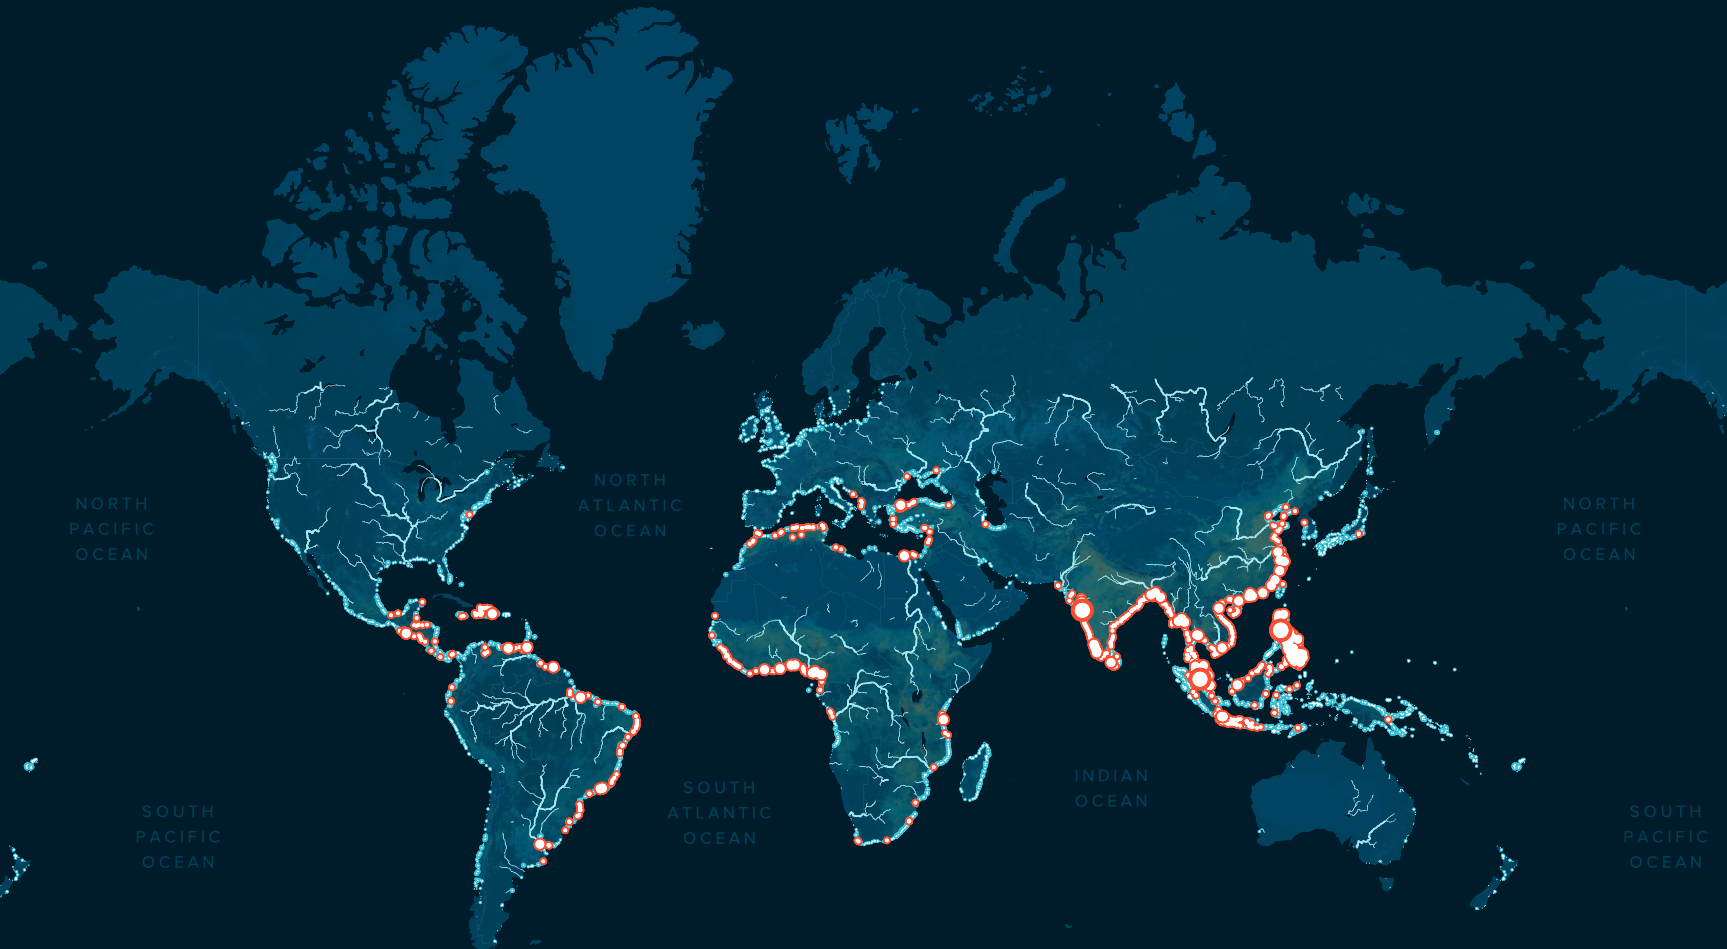 NORTH
ATLANTIC
OCEAN
NORTH
PACIFIC
OCEAN
NORTH
PACIFIC
OCEAN
INDIAN
OCEAN
SOUTH
ATLANTIC
OCEAN
SOUTH
PACIFIC
OCEAN
SOUTH
PACIFIC
OCEAN